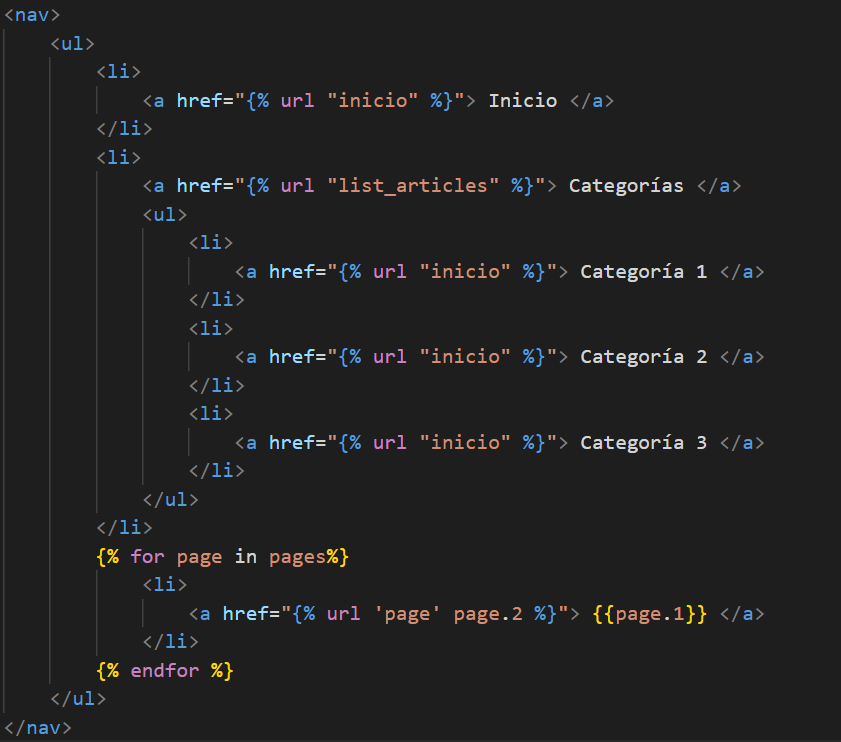 <nav>
    <ul>
        <li>
            <a href="{% url "inicio" %}"> Inicio </a>
        </li>
        <li>
            <a href="{% url "list_articles" %}"> Categorías </a>
            <ul>
                <li>
                    <a href="{% url "inicio" %}"> Categoría 1 </a>
                </li>
                <li>
                    <a href="{% url "inicio" %}"> Categoría 2 </a>
                </li>
                <li>
                    <a href="{% url "inicio" %}"> Categoría 3 </a>
                </li>
            </ul>
        </li>
        {% for page in pages%}
            <li>
                <a href="{% url 'page' page.2 %}"> {{page.1}} </a>
            </li>
        {% endfor %}
    </ul>
</nav>